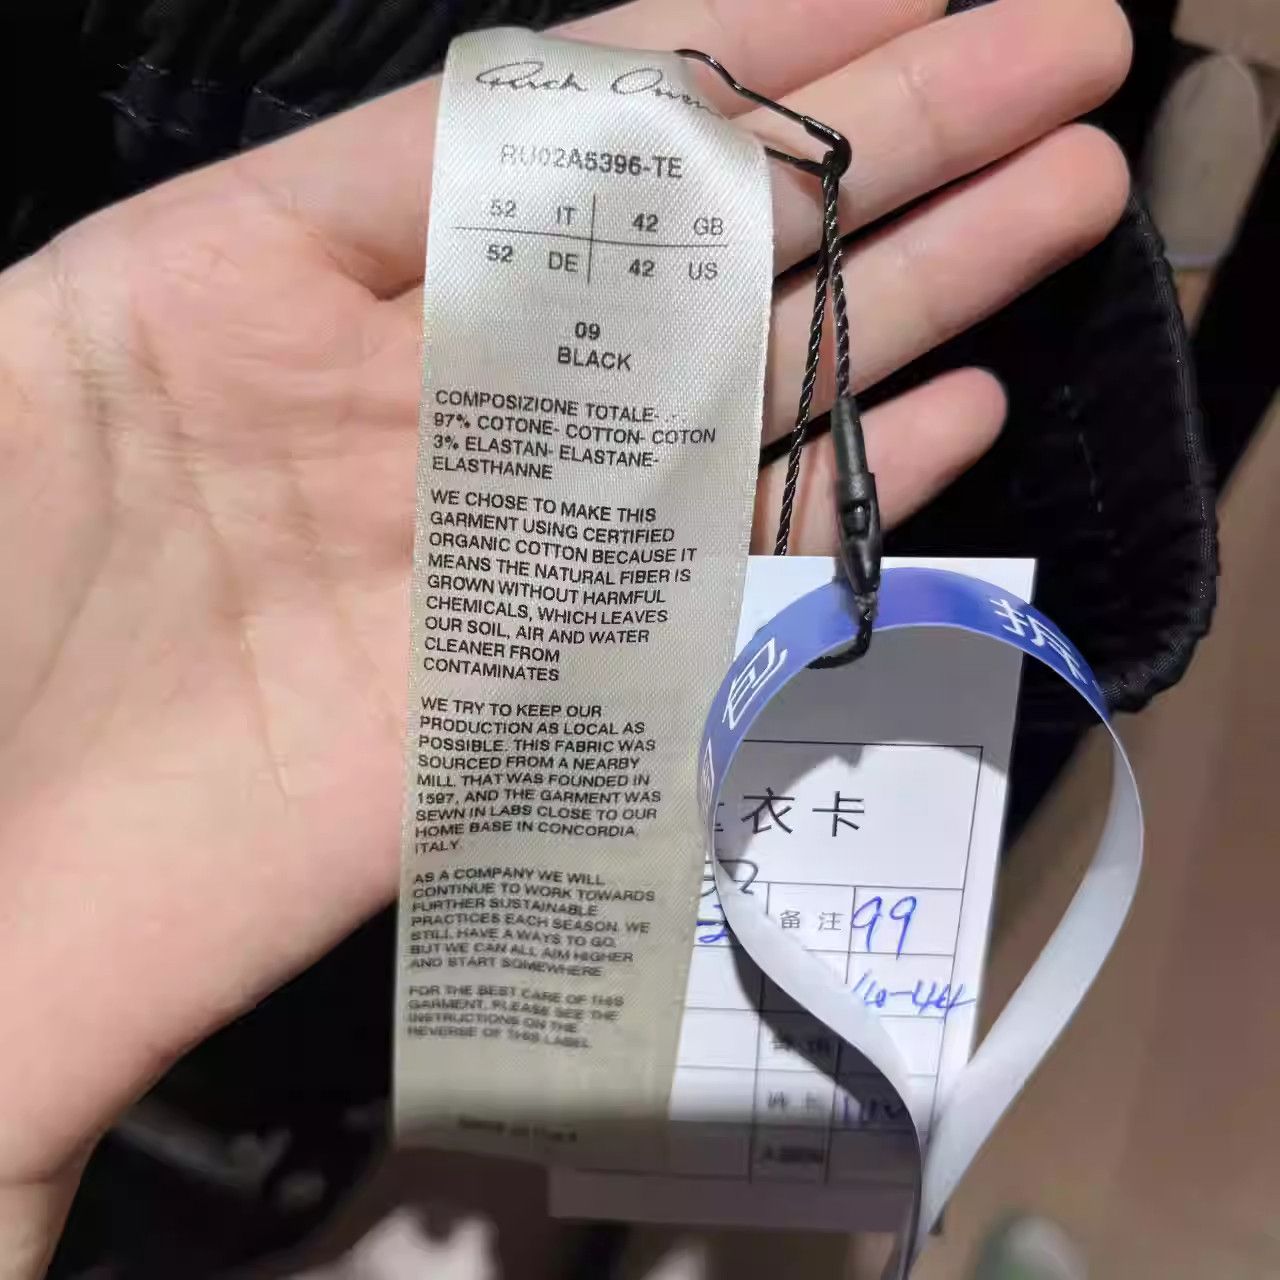 Rick Owens
RU02A5396-TE
52 IT 42 GB
52 DE 42 US
09
BLACK
COMPOSIZIONE TOTALE- -
97% COTONE- COTTON- COTON
3% ELASTAN- ELASTANE-
ELASTHANNE
WE CHOSE TO MAKE THIS
GARMENT USING CERTIFIED
ORGANIC COTTON BECAUSE IT
MEANS THE NATURAL FIBER IS
GROWN WITHOUT HARMFUL
CHEMICALS, WHICH LEAVES
OUR SOIL, AIR AND WATER
CLEANER FROM
CONTAMINATES
WE TRY TO KEEP OUR
PRODUCTION AS LOCAL AS
POSSIBLE. THIS FABRIC WAS
SOURCED FROM A NEARBY
MILL, THAT WAS FOUNDED IN
1597, AND THE GARMENT WAS
SEWN IN LABS CLOSE TO OUR
HOME BASE IN CONCORDIA,
ITALY.
AS A COMPANY WE WILL
CONTINUE TO WORK TOWARDS
FURTHER SUSTAINABLE
PRACTICES EACH SEASON. WE
STILL HAVE A WAYS TO GO,
BUT WE CAN ALL AIM HIGHER
AND START SOMEWHERE
FOR THE BEST CARE OF THIS
GARMENT, PLEASE SEE THE
INSTRUCTIONS ON THE
REVERSE OF THIS LABEL.
包
衣卡
备注 99